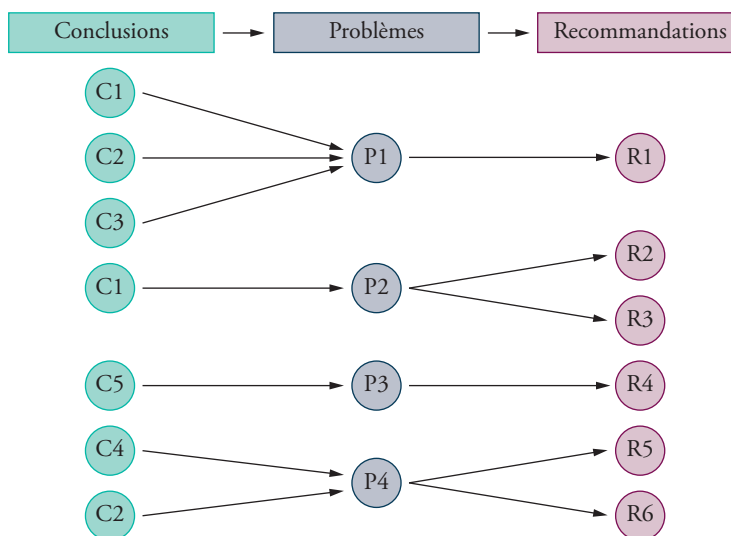 Conclusions
Problèmes
Recommandations
C1
C2
P1
R1
C3
R2
C1
P2
R3
C5
P3
R4
C4
R5
P4
C2
R6